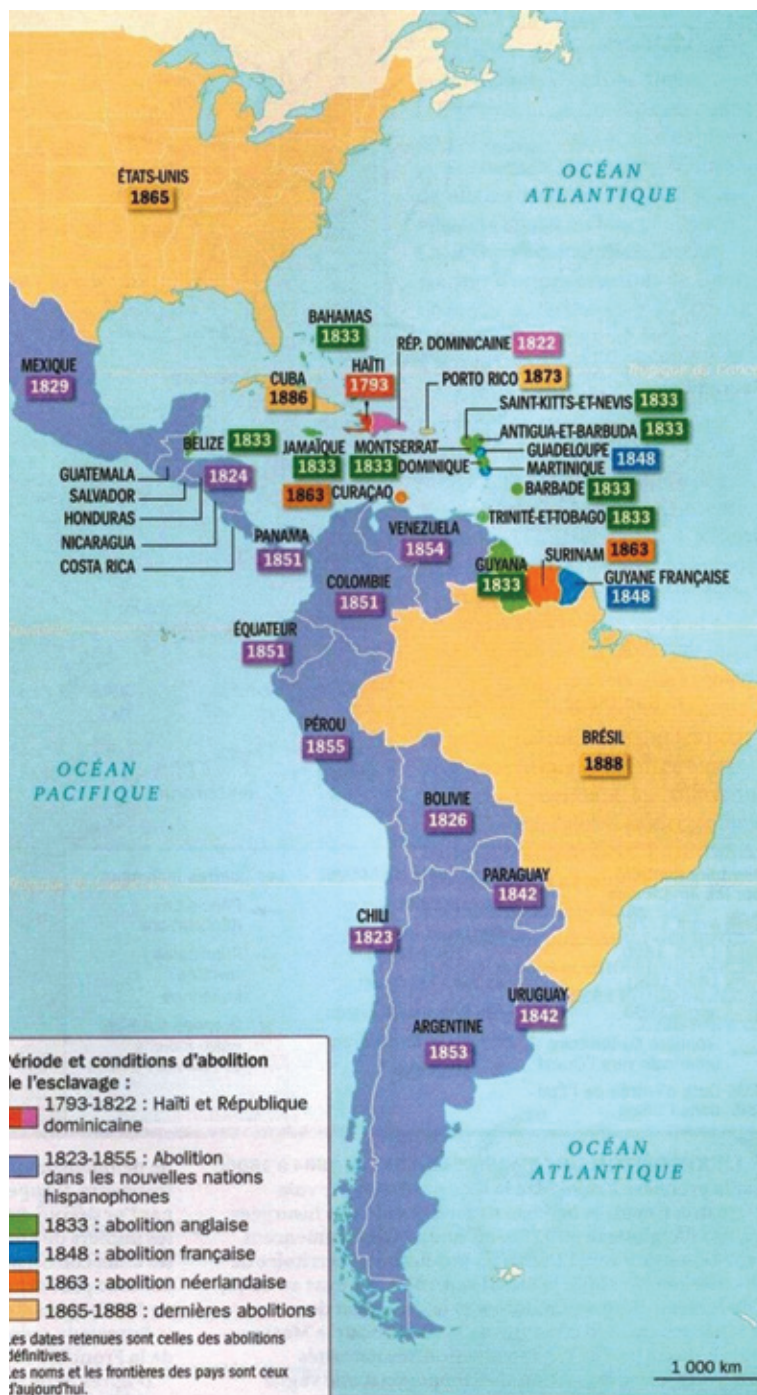 OCÉAN
ATLANTIQUE
ÉTATS-UNIS
1865
BAHAMAS
1833
RÉP. DOMINICAINE 1822
MEXIQUE
1829
HAÏTI
1793
CUBA
1886
PORTO RICO 1873
SAINT-KITTS-ET-NEVIS 1833
ANTIGUA-ET-BARBUDA 1833
BELIZE 1833
JAMAÏQUE
1833
MONTSERRAT
1833
GUADELOUPE
DOMINIQUE
MARTINIQUE
1848
GUATEMALA
SALVADOR
HONDURAS
NICARAGUA
COSTA RICA
1824
1863 CURAÇAO
BARBADE 1833
TRINITÉ-ET-TOBAGO 1833
PANAMA
1851
VENEZUELA
1854
GUYANA
1833
SURINAM 1863
GUYANE FRANÇAISE
1848
COLOMBIE
1851
ÉQUATEUR
1851
PÉROU
1855
BRÉSIL
1888
OCÉAN
PACIFIQUE
BOLIVIE
1826
PARAGUAY
1842
CHILI
1823
URUGUAY
1842
ARGENTINE
1853
OCÉAN
ATLANTIQUE
1 000 km
ériode et conditions d'abolition
e l'esclavage :
1793-1822 : Haïti et République
dominicaine
1823-1855 : Abolition
dans les nouvelles nations
hispanophones
1833 : abolition anglaise
1848 : abolition française
1863 : abolition néerlandaise
1865-1888 : dernières abolitions
Les dates retenues sont celles des abolitions
définitives.
Les noms et les frontières des pays sont ceux
d'aujourd'hui.